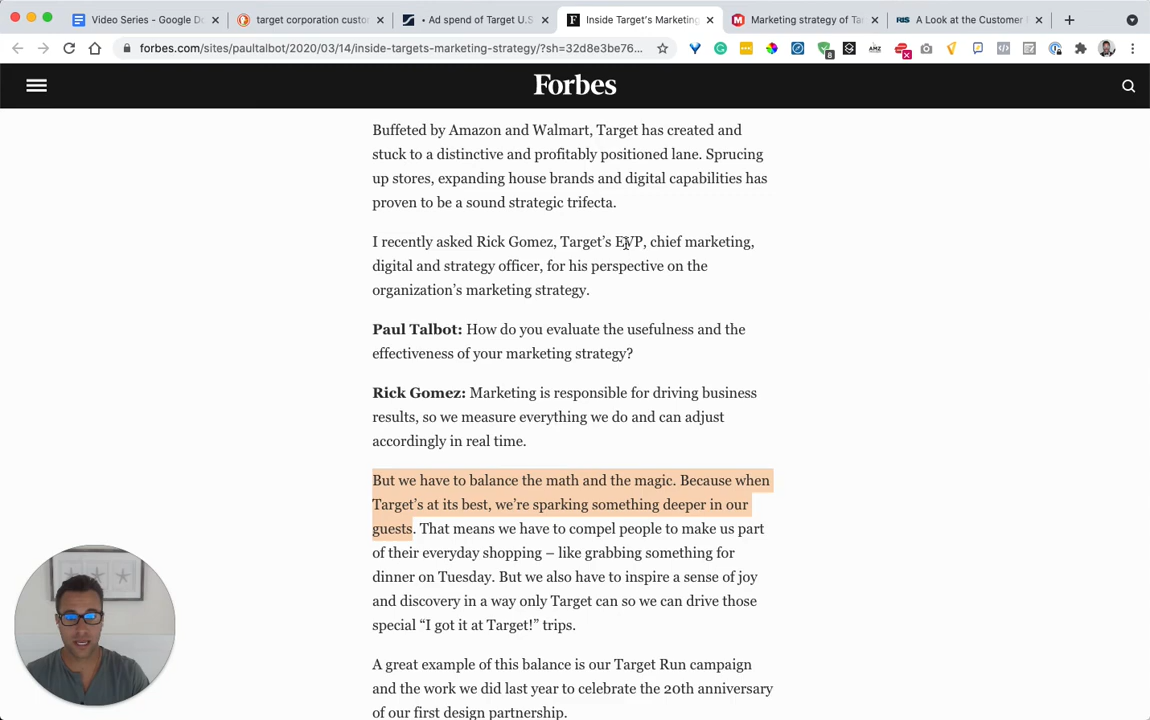 Video Series - Google Do
target corporation custo
• Ad spend of Target U.S
Inside Target's Marketing
Marketing strategy of Ta
RIS
A Look at the Customer
forbes.com/sites/paultalbot/2020/03/14/inside-targets-marketing-strategy/?sh=32d8e3be76...
8
AMZ
Forbes
Buffeted by Amazon and Walmart, Target has created and
stuck to a distinctive and profitably positioned lane. Sprucing
up stores, expanding house brands and digital capabilities has
proven to be a sound strategic trifecta.
I recently asked Rick Gomez, Target’s EVP, chief marketing,
digital and strategy officer, for his perspective on the
organization’s marketing strategy.
Paul Talbot: How do you evaluate the usefulness and the
effectiveness of your marketing strategy?
Rick Gomez: Marketing is responsible for driving business
results, so we measure everything we do and can adjust
accordingly in real time.
But we have to balance the math and the magic. Because when
Target’s at its best, we’re sparking something deeper in our
guests. That means we have to compel people to make us part
of their everyday shopping – like grabbing something for
dinner on Tuesday. But we also have to inspire a sense of joy
and discovery in a way only Target can so we can drive those
special “I got it at Target!” trips.
A great example of this balance is our Target Run campaign
and the work we did last year to celebrate the 20th anniversary
of our first design partnership.